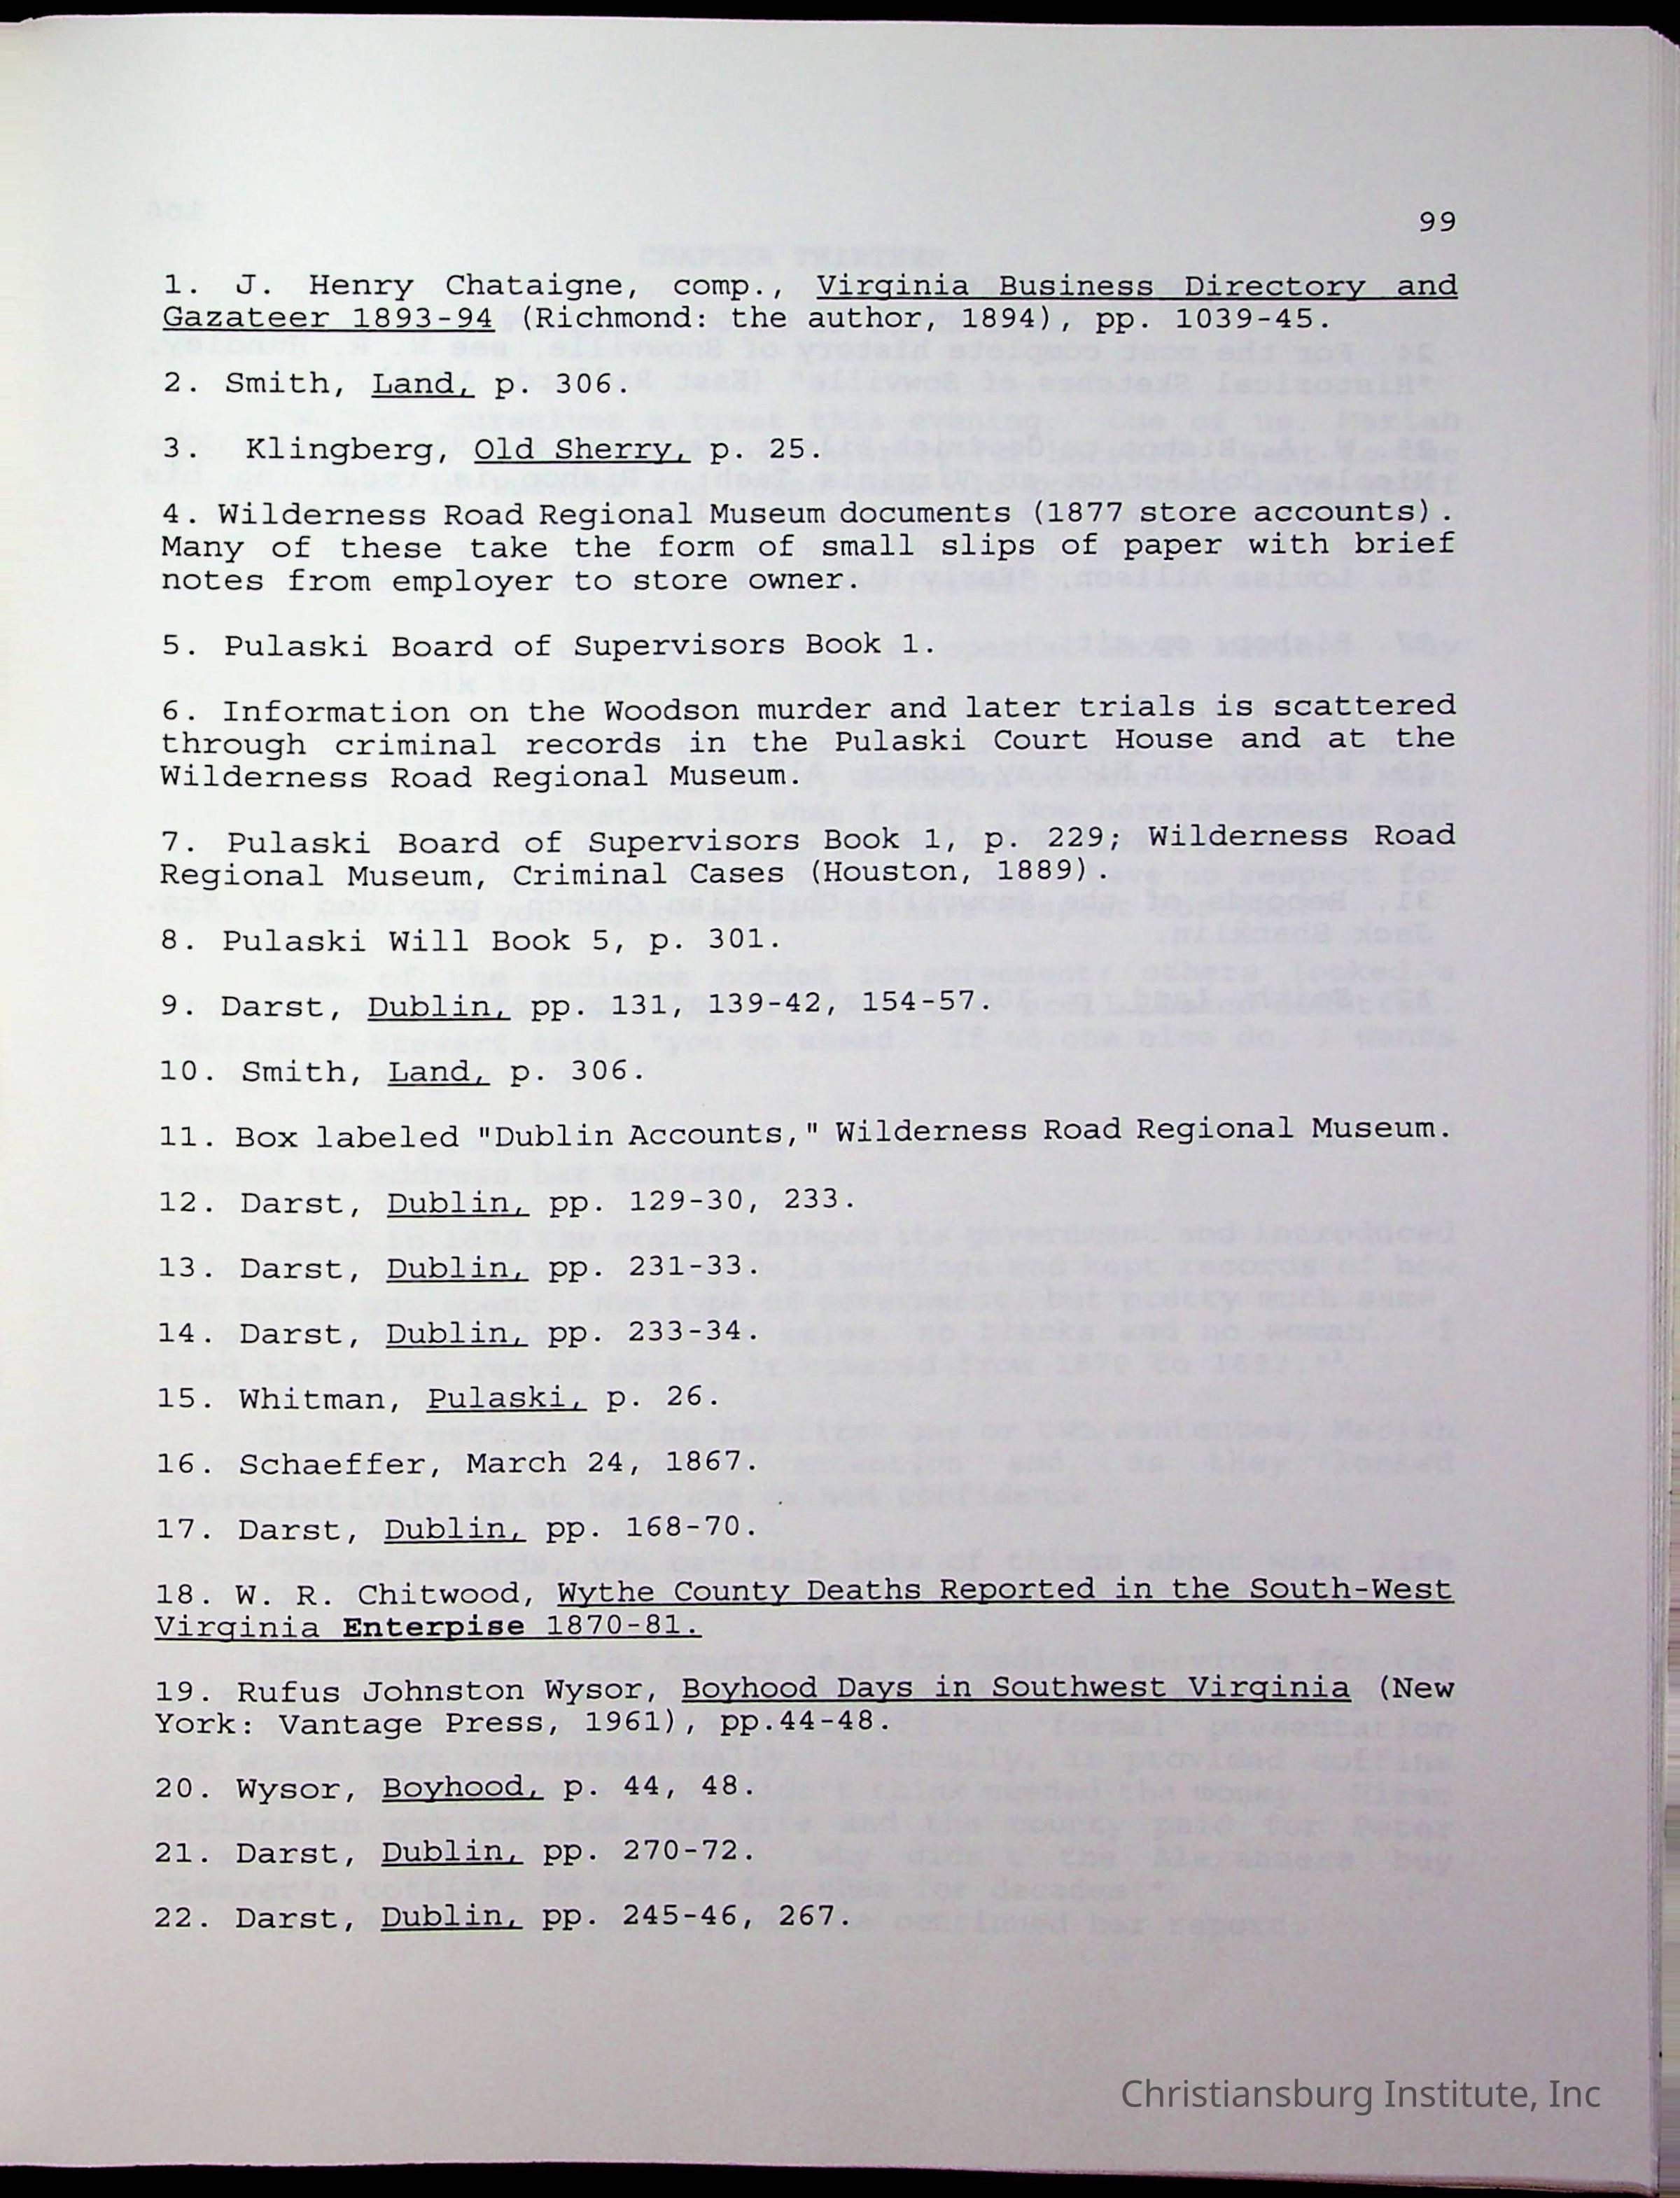 99
1. J. Henry Chataigne, comp., Virginia Business Directory and
Gazateer 1893-94 (Richmond: the author, 1894), pp. 1039-45.
2. Smith, Land, p. 306.
3. Klingberg, Old Sherry, p. 25.
4. Wilderness Road Regional Museum documents (1877 store accounts).
Many of these take the form of small slips of paper with brief
notes from employer to store owner.
5. Pulaski Board of Supervisors Book 1.
6. Information on the Woodson murder and later trials is scattered
through criminal records in the Pulaski Court House and at the
Wilderness Road Regional Museum.
7. Pulaski Board of Supervisors Book 1, p. 229; Wilderness Road
Regional Museum, Criminal Cases (Houston, 1889).
8. Pulaski Will Book 5, p. 301.
9. Darst, Dublin, pp. 131, 139-42, 154-57.
10. Smith, Land, p. 306.
11. Box labeled "Dublin Accounts," Wilderness Road Regional Museum.
12. Darst, Dublin, pp. 129-30, 233.
13. Darst, Dublin, pp. 231-33.
14. Darst, Dublin, pp. 233-34.
15. Whitman, Pulaski, p. 26.
16. Schaeffer, March 24, 1867.
17. Darst, Dublin, pp. 168-70.
18. W. R. Chitwood, Wythe County Deaths Reported in the South-West
Virginia Enterpise 1870-81.
19. Rufus Johnston Wysor, Boyhood Days in Southwest Virginia (New
York: Vantage Press, 1961), pp.44-48.
20. Wysor, Boyhood, p. 44, 48.
21. Darst, Dublin, pp. 270-72.
22. Darst, Dublin, pp. 245-46, 267.
Christiansburg Institute, Inc